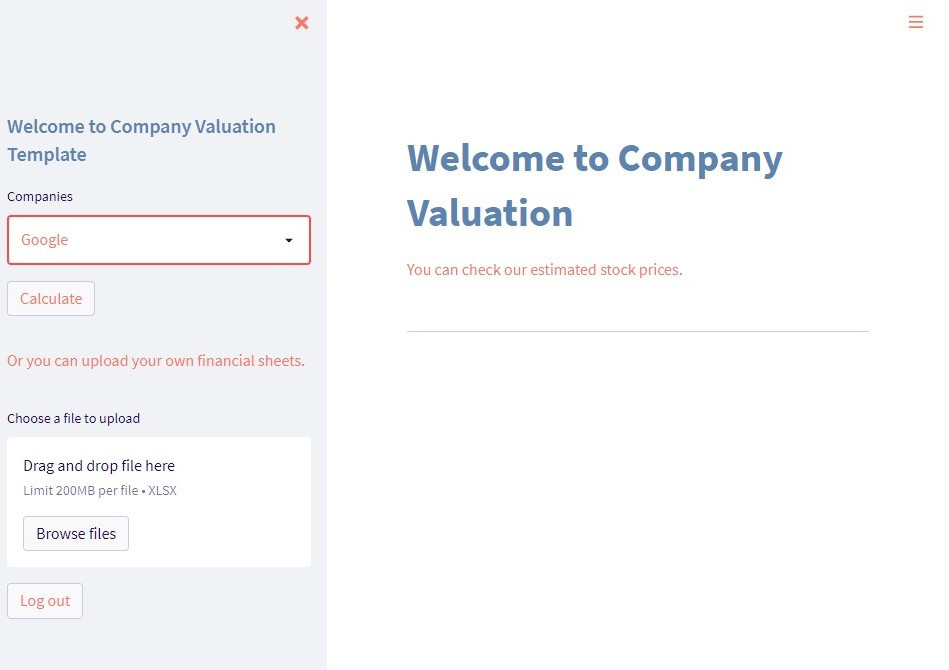 Welcome to Company Valuation
Template
Companies
Google
Calculate
Or you can upload your own financial sheets.
Choose a file to upload
Drag and drop file here
Limit 200MB per file • XLSX
Browse files
Log out
Welcome to Company
Valuation
You can check our estimated stock prices.